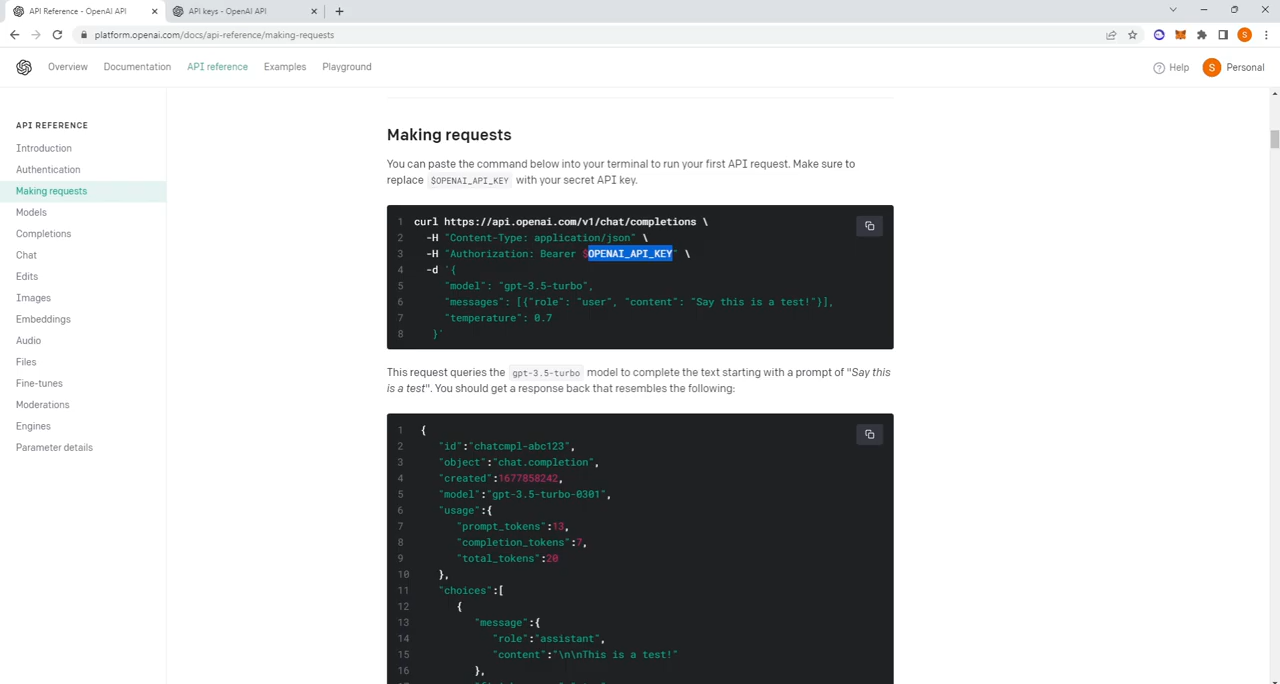 API Reference - OpenAI API
API keys - OpenAI API
platform.openai.com/docs/api-reference/making-requests
S
Overview
Documentation
API reference
Examples
Playground
? Help
S
Personal
API REFERENCE
Introduction
Authentication
Making requests
Models
Completions
Chat
Edits
Images
Embeddings
Audio
Files
Fine-tunes
Moderations
Engines
Parameter details
Making requests
You can paste the command below into your terminal to run your first API request. Make sure to
replace $OPENAI_API_KEY with your secret API key.
1 curl https://api.openai.com/v1/chat/completions \
2 -H "Content-Type: application/json" \
3 -H "Authorization: Bearer $OPENAI_API_KEY" \
4 -d '{
5 "model": "gpt-3.5-turbo",
6 "messages": [{"role": "user", "content": "Say this is a test!"}],
7 "temperature": 0.7
8 }'
This request queries the gpt-3.5-turbo model to complete the text starting with a prompt of "Say this
is a test". You should get a response back that resembles the following:
1 {
2 "id":"chatcmpl-abc123",
3 "object":"chat.completion",
4 "created":1677858242,
5 "model":"gpt-3.5-turbo-0301",
6 "usage":{
7 "prompt_tokens":13,
8 "completion_tokens":7,
9 "total_tokens":20
10 },
11 "choices":[
12 {
13 "message":{
14 "role":"assistant",
15 "content":"\n\nThis is a test!"
16 },